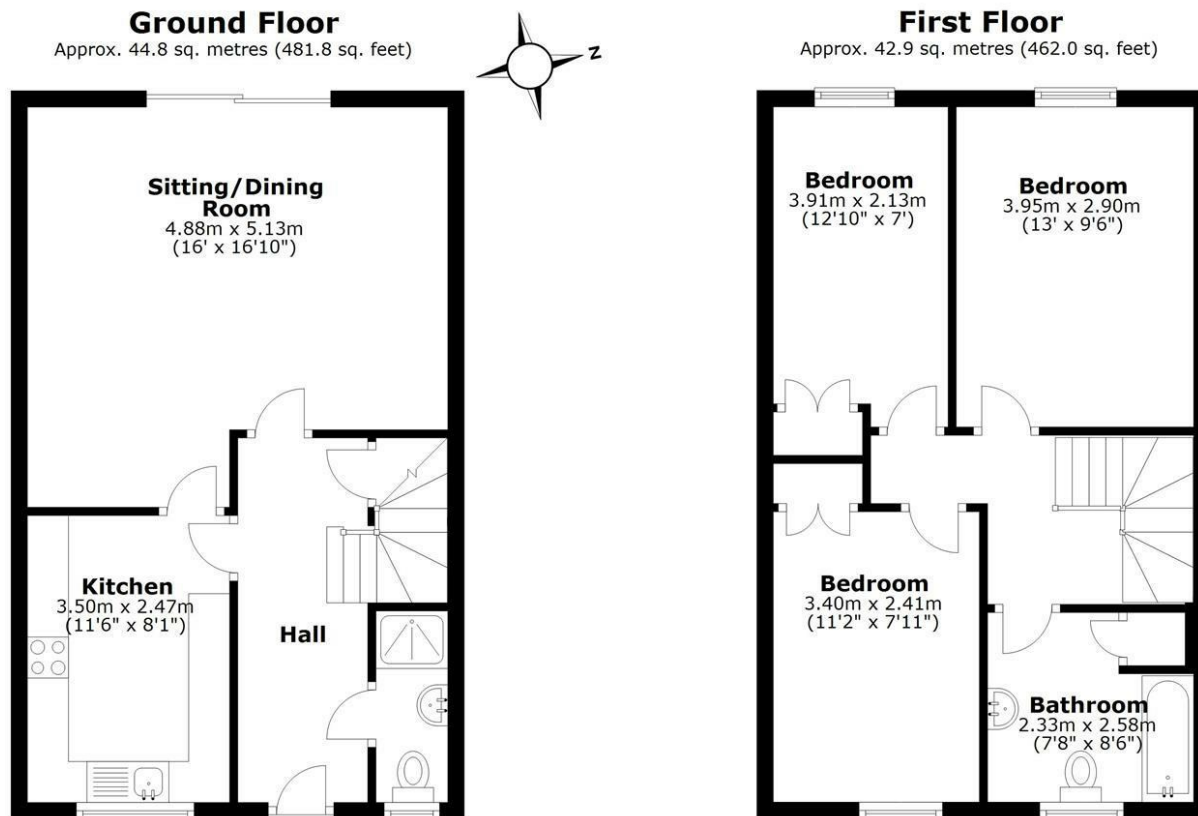 Ground Floor
Approx. 44.8 sq. metres (481.8 sq. feet)
Z
Sitting/Dining
Room
4.88m x 5.13m
(16' x 16'10")
Kitchen
3.50m x 2.47m
(11'6" x 8'1")
Hall
First Floor
Approx. 42.9 sq. metres (462.0 sq. feet)
Bedroom
3.91m x 2.13m
(12'10" x 7')
Bedroom
3.95m x 2.90m
(13' x 9'6")
Bedroom
3.40m x 2.41m
(11'2" x 7'11")
Bathroom
2.33m x 2.58m
(7'8" x 8'6")